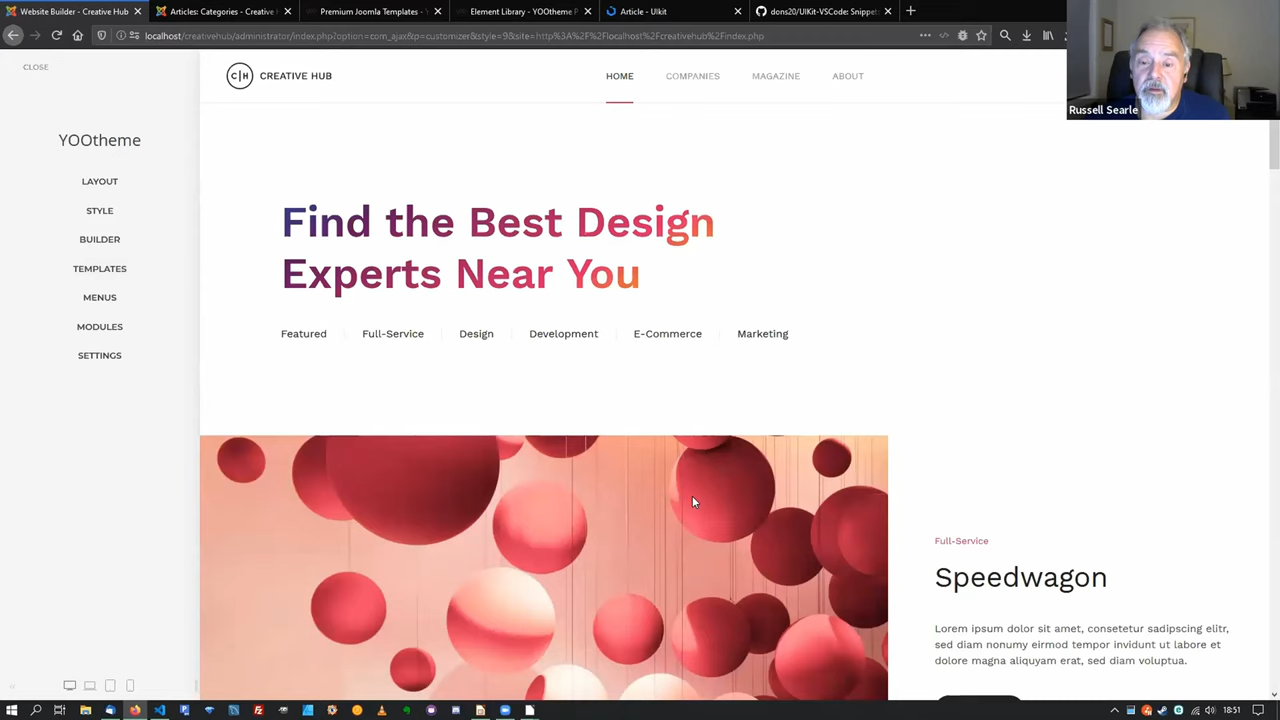 Website Builder - Creative Hub
Articles: Categories - Creative H
Premium Joomla Templates -
Element Library - YOOtheme P
Article - UIkit
dons20/UIKit-VSCode: Snippets
localhost/creativehub/administrator/index.php?option=com_ajax&p=customizer&style=9&site=http%3A%2F%2Flocalhost%2Fcreativehub%2Findex.php
Russell Searle
CLOSE
YOOtheme
LAYOUT
STYLE
BUILDER
TEMPLATES
MENUS
MODULES
SETTINGS
C|H CREATIVE HUB
HOME
COMPANIES
MAGAZINE
ABOUT
Find the Best Design
Experts Near You
Featured
Full-Service
Design
Development
E-Commerce
Marketing
Full-Service
Speedwagon
Lorem ipsum dolor sit amet, consetetur sadipscing elitr,
sed diam nonumy eirmod tempor invidunt ut labore et
dolore magna aliquyam erat, sed diam voluptua.
18:51